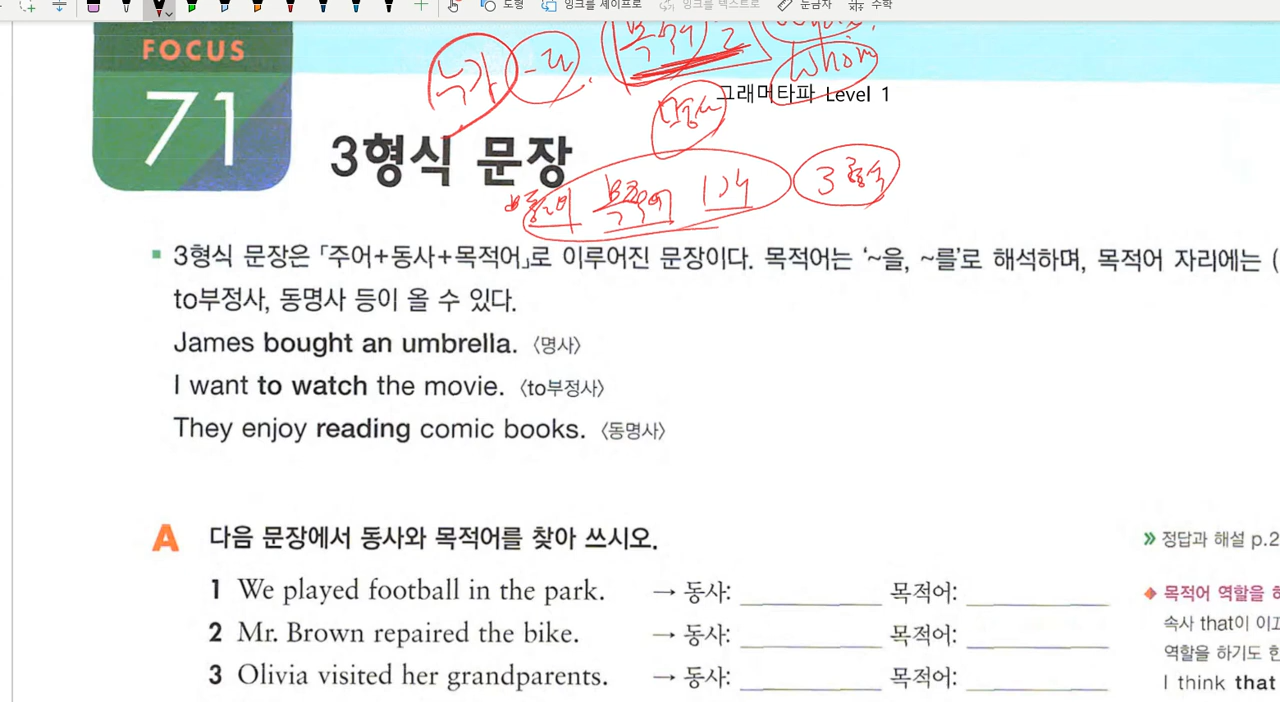 도형
잉크를 셰이프로
잉크를 텍스트로
눈금자
수학
FOCUS
71
누가
목적어
whom
그래머타파 Level 1
명사
3형식 문장
목적어 1개
3형식
3형식 문장은 「주어+동사+목적어」로 이루어진 문장이다. 목적어는 ‘~을, ~를’로 해석하며, 목적어 자리에는 (
to부정사, 동명사 등이 올 수 있다.
James bought an umbrella. 〈명사〉
I want to watch the movie. 〈to부정사〉
They enjoy reading comic books. 〈동명사〉
A 다음 문장에서 동사와 목적어를 찾아 쓰시오.
» 정답과 해설 p.2
1 We played football in the park. → 동사: 목적어:
2 Mr. Brown repaired the bike. → 동사: 목적어:
3 Olivia visited her grandparents. → 동사: 목적어:
목적어 역할을 하
속사 that이 이끄
역할을 하기도 한
I think that